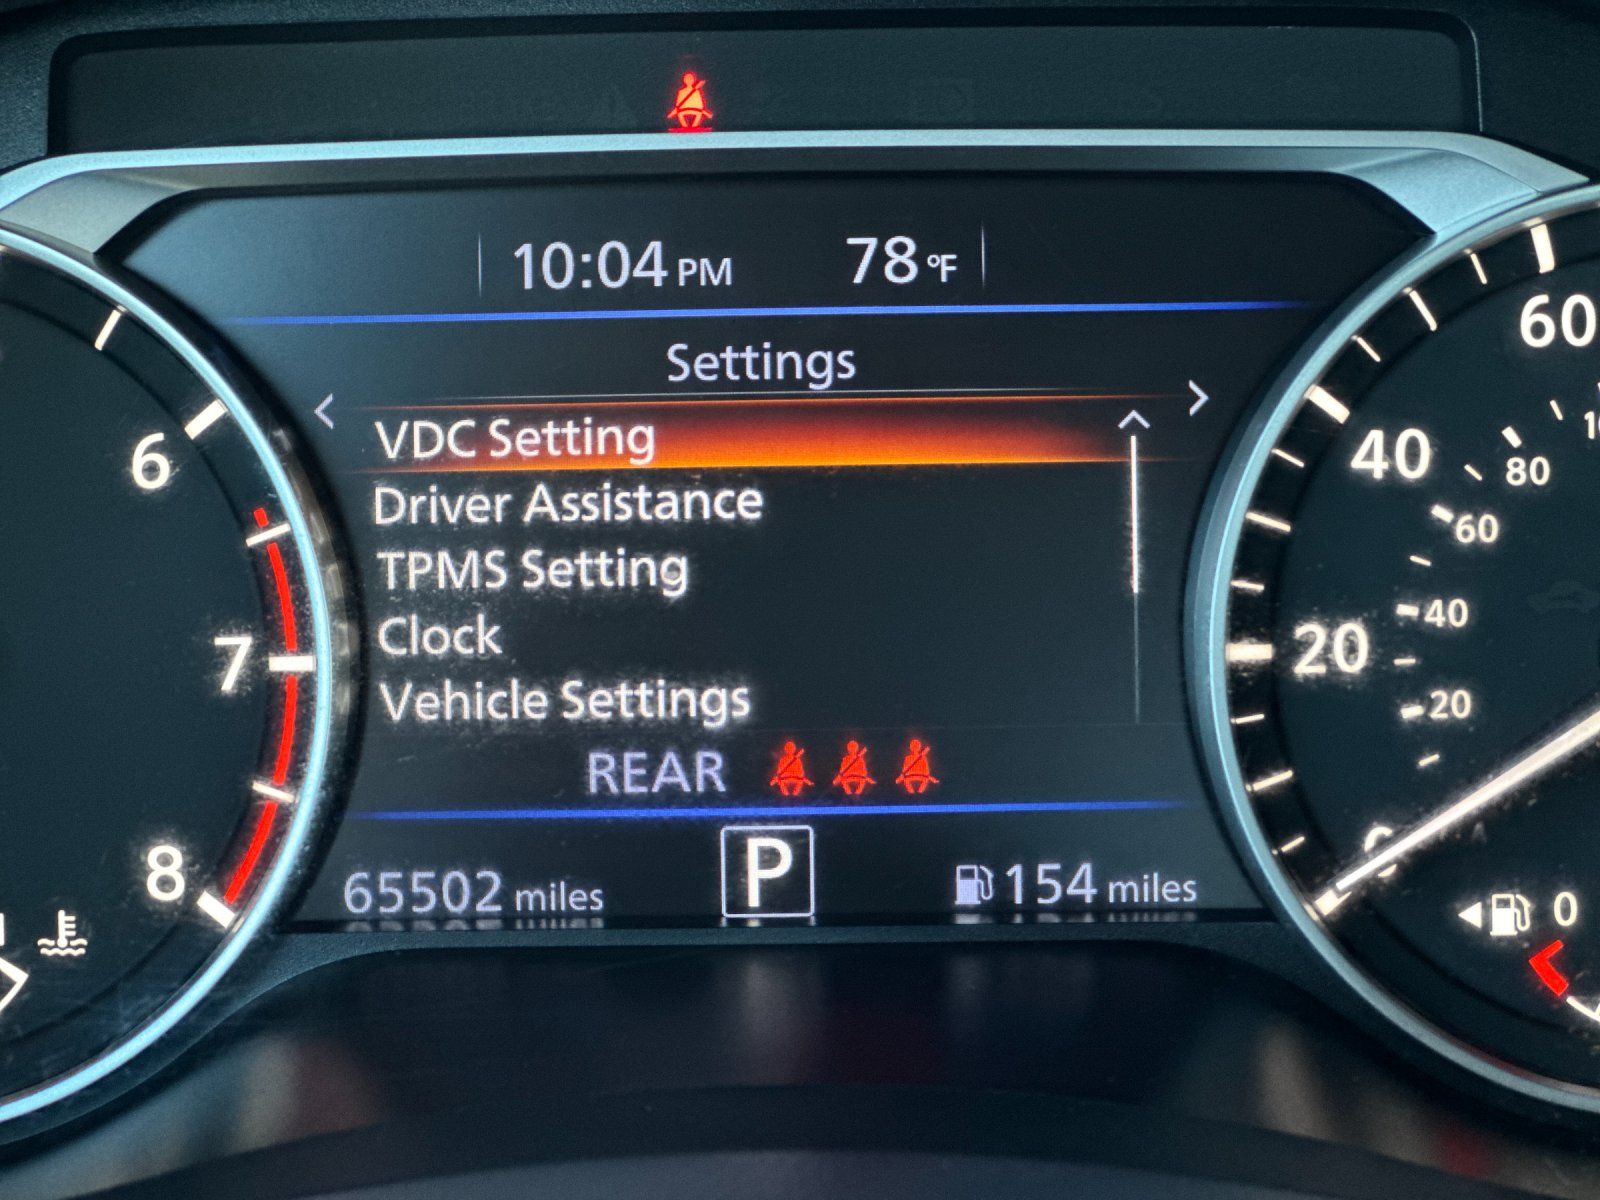 10:04 PM 78 °F
Settings
VDC Setting
Driver Assistance
TPMS Setting
Clock
Vehicle Settings
REAR
65502 miles P 154 miles
6
7
8
60
40
20
0
80
60
40
20
0